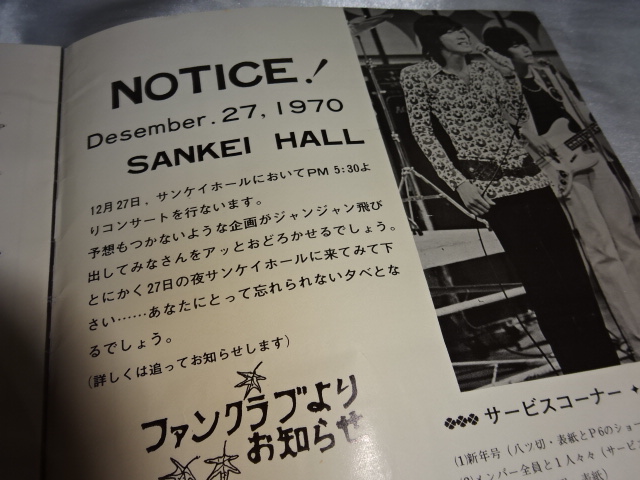 NOTICE!
Desember.27,1970
SANKEI HALL
12月27日，サンケイホールにおいてPM 5:30よ
りコンサートを行ないます。
予想もつかないような企画がジャンジャン飛び
出してみなさんをアッとおどろかせるでしょう。
とにかく27日の夜サンケイホールに来てみて下
さい……あなたにとって忘れられない夕べとな
るでしょう。
(詳しくは追ってお知らせします)
ファンクラブより
お知らせ
サービスコーナー
(1)新年号（八ツ切・表紙とP6のショー
メンバー全員と1人々々（サービ
表紙）